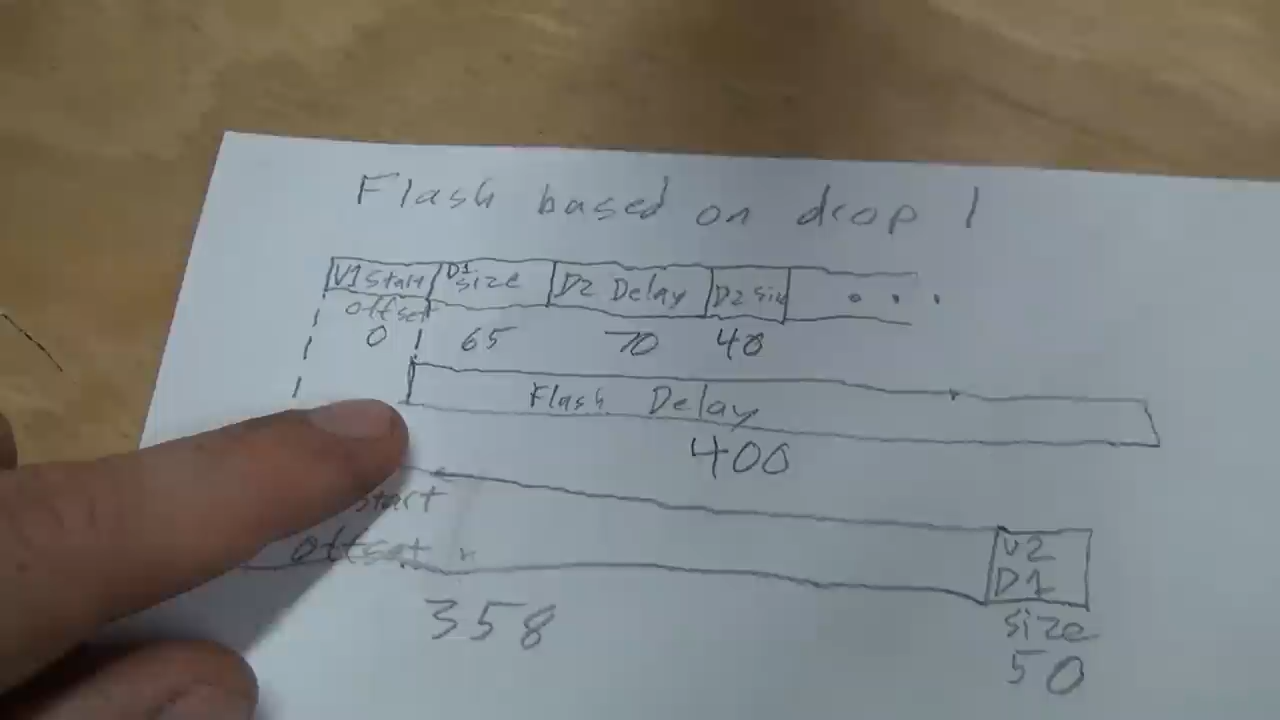 Flash based on drop 1
V1 Start D1 size D2 Delay D2 Siz
offset
0 65 70 40
Flash Delay
400
start
offset
358
V2
D1
size
50